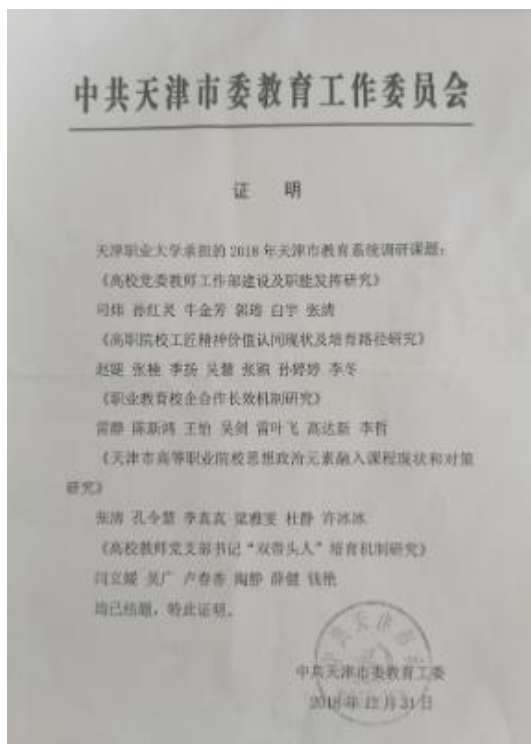 中共天津市委教育工作委员会
证 明
天津职业大学承担的2018年天津市教育系统调研课题：
《高校党委教师工作部建设及职能发挥研究》
司炜 孙红灵 牛金芳 郭瑨 白宇 张清
《高职院校工匠精神价值认同现状及培育路径研究》
张楠 李扬 吴慧 孙婷婷 李冬
《职业教育校企合作长效机制研究》
雷静 陈新鸿 王怡 吴剑 雷叶飞 高达新 李哲
《天津市高等职业院校思想政治元素融入课程现状和对策
研究》
张清 孔令慧 李真真 梁雅雯 杜静 许冰冰
《高校教师党支部书记“双带头人”培育机制研究》
闫立媛 吴广 卢春香 陶静 薛健 钱艳
均已结题，特此证明。
中共天津市委教育工委
2018年12月31日